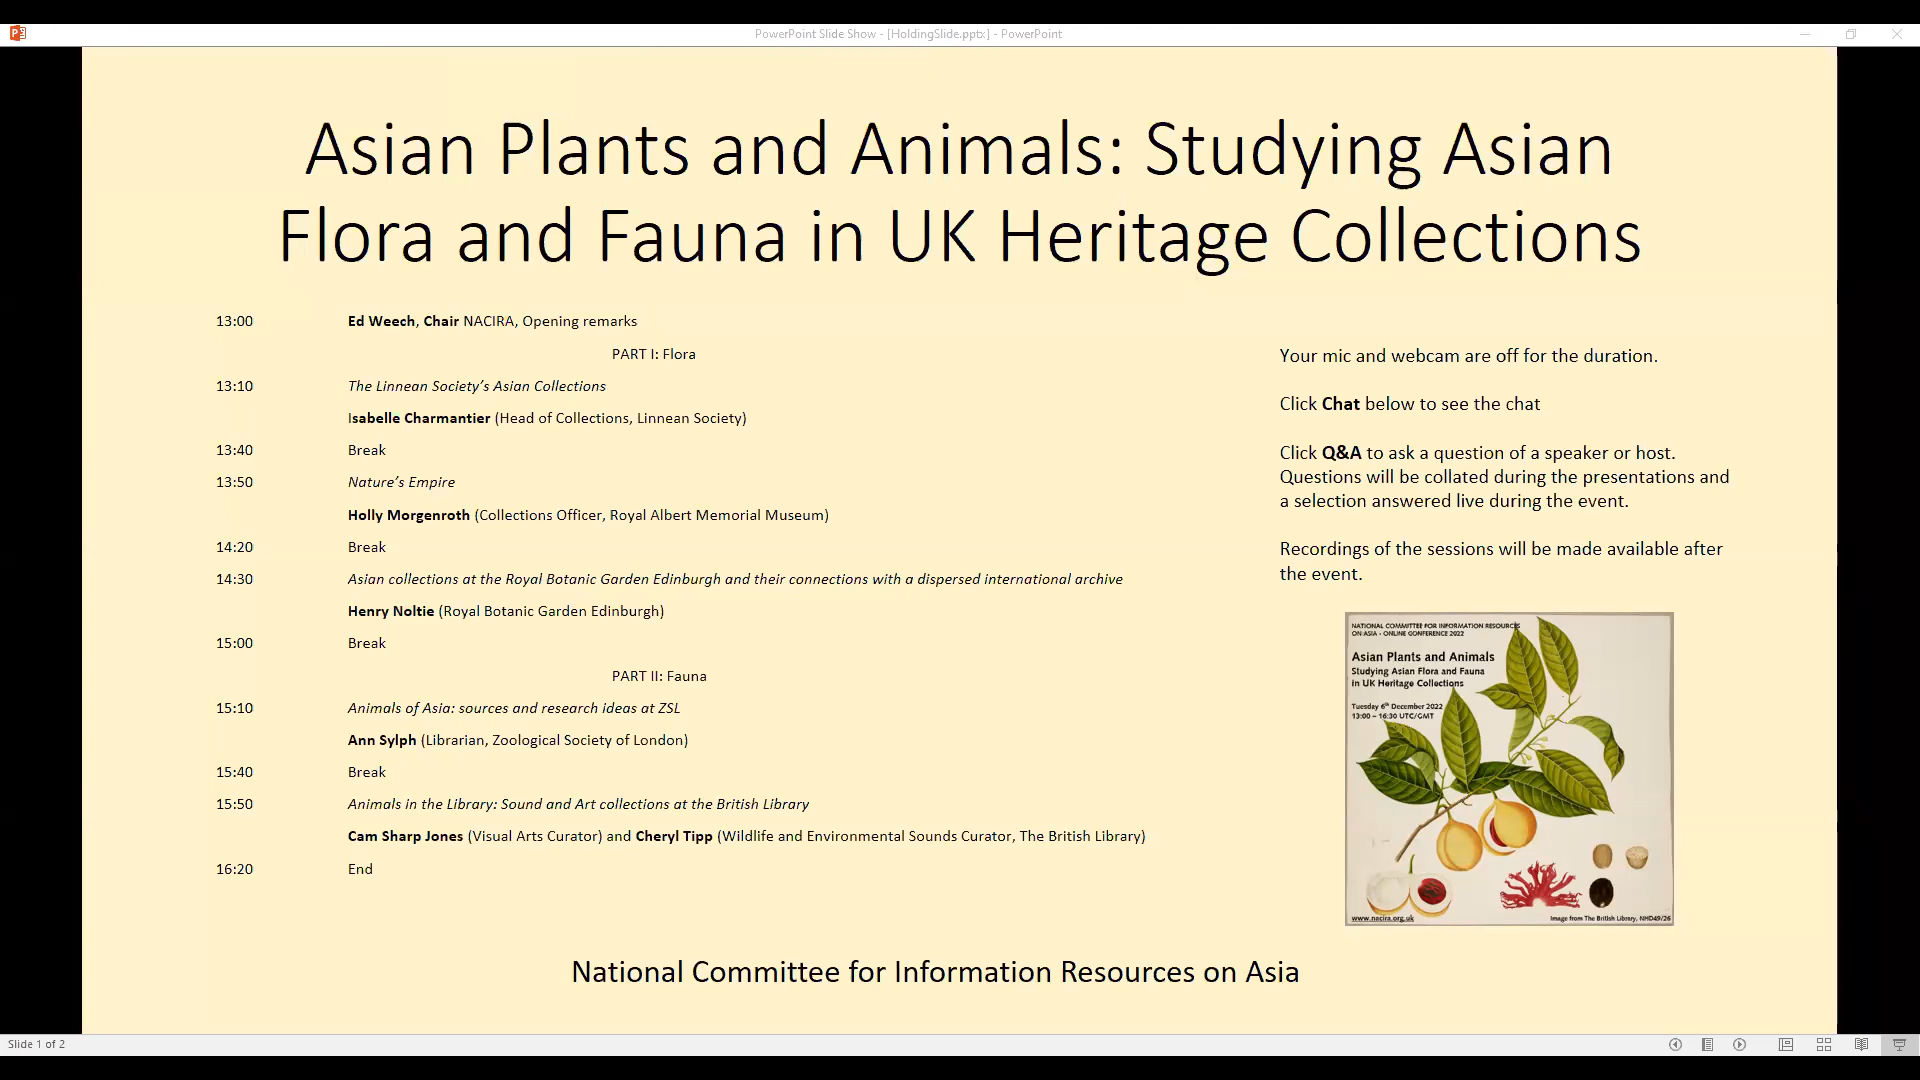 PowerPoint Slide Show - [HoldingSlide.pptx] - PowerPoint
Asian Plants and Animals: Studying Asian
Flora and Fauna in UK Heritage Collections
13:00 Ed Weech, Chair NACIRA, Opening remarks
PART I: Flora
13:10 The Linnean Society’s Asian Collections
Isabelle Charmantier (Head of Collections, Linnean Society)
13:40 Break
13:50 Nature’s Empire
Holly Morgenroth (Collections Officer, Royal Albert Memorial Museum)
14:20 Break
14:30 Asian collections at the Royal Botanic Garden Edinburgh and their connections with a dispersed international archive
Henry Noltie (Royal Botanic Garden Edinburgh)
15:00 Break
PART II: Fauna
15:10 Animals of Asia: sources and research ideas at ZSL
Ann Sylph (Librarian, Zoological Society of London)
15:40 Break
15:50 Animals in the Library: Sound and Art collections at the British Library
Cam Sharp Jones (Visual Arts Curator) and Cheryl Tipp (Wildlife and Environmental Sounds Curator, The British Library)
16:20 End
Your mic and webcam are off for the duration.
Click Chat below to see the chat
Click Q&A to ask a question of a speaker or host.
Questions will be collated during the presentations and
a selection answered live during the event.
Recordings of the sessions will be made available after
the event.
NATIONAL COMMITTEE FOR INFORMATION RESOURCES
ON ASIA - ONLINE CONFERENCE 2022
Asian Plants and Animals
Studying Asian Flora and Fauna
in UK Heritage Collections
Tuesday 6th December 2022
13:00 – 16:30 UTC/GMT
www.nacira.org.uk
Image from The British Library, NHD49/26
National Committee for Information Resources on Asia
Slide 1 of 2